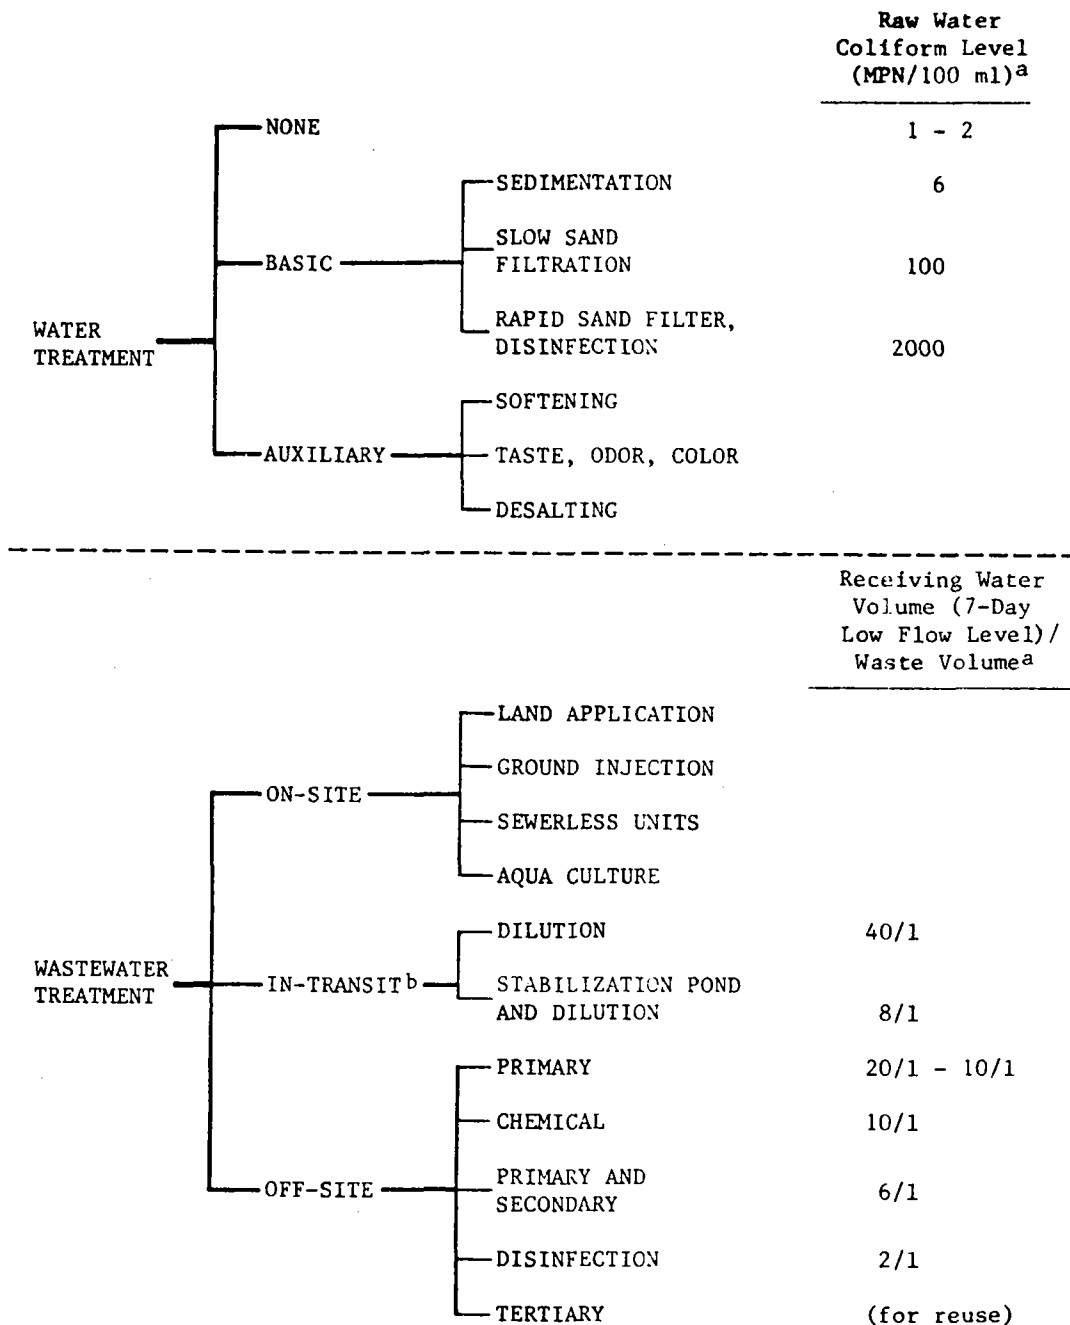 Raw Water
Coliform Level
(MPN/100 ml)a
NONE
1 - 2
SEDIMENTATION
6
SLOW SAND
FILTRATION
100
BASIC
RAPID SAND FILTER,
DISINFECTION
2000
WATER
TREATMENT
SOFTENING
AUXILIARY
TASTE, ODOR, COLOR
DESALTING
Receiving Water
Volume (7-Day
Low Flow Level)/
Waste Volumea
LAND APPLICATION
GROUND INJECTION
ON-SITE
SEWERLESS UNITS
AQUA CULTURE
DILUTION
40/1
WASTEWATER
TREATMENT
IN-TRANSITb
STABILIZATION POND
AND DILUTION
8/1
PRIMARY
20/1 - 10/1
CHEMICAL
10/1
OFF-SITE
PRIMARY AND
SECONDARY
6/1
DISINFECTION
2/1
TERTIARY
(for reuse)